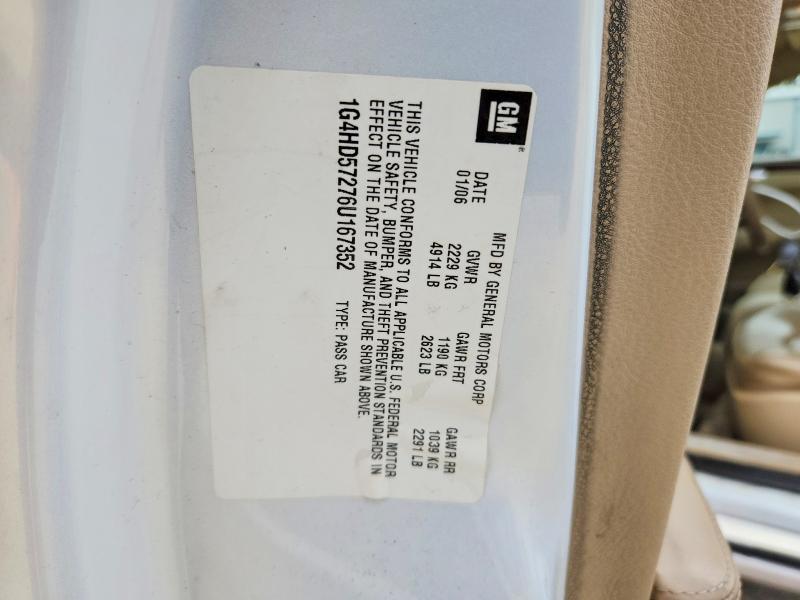 GM
MFD BY GENERAL MOTORS CORP
DATE GVWR GAWR FRT GAWR RR
01/06 2229 KG 1190 KG 1039 KG
4914 LB 2623 LB 2291 LB
THIS VEHICLE CONFORMS TO ALL APPLICABLE U.S. FEDERAL MOTOR
VEHICLE SAFETY, BUMPER, AND THEFT PREVENTION STANDARDS IN
EFFECT ON THE DATE OF MANUFACTURE SHOWN ABOVE.
1G4HD57276U167352 TYPE: PASS CAR